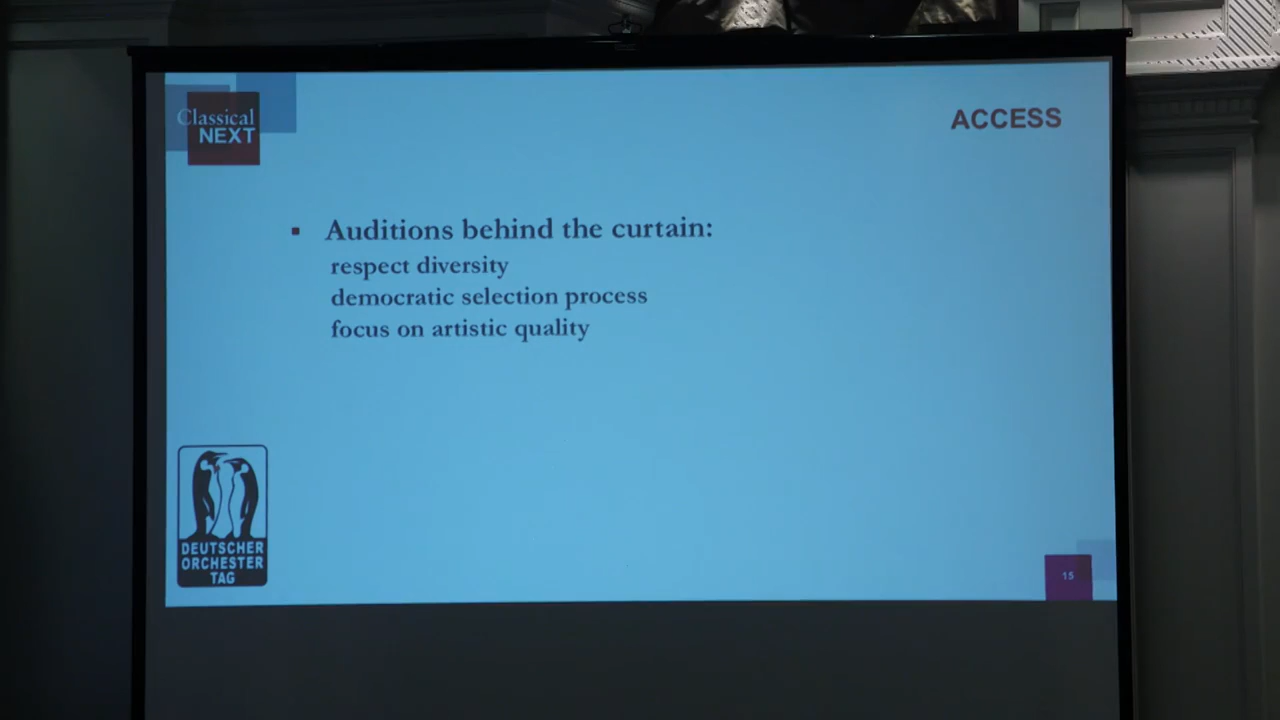 Classical
NEXT
ACCESS
▪ Auditions behind the curtain:
respect diversity
democratic selection process
focus on artistic quality
DEUTSCHER
ORCHESTER
TAG
15